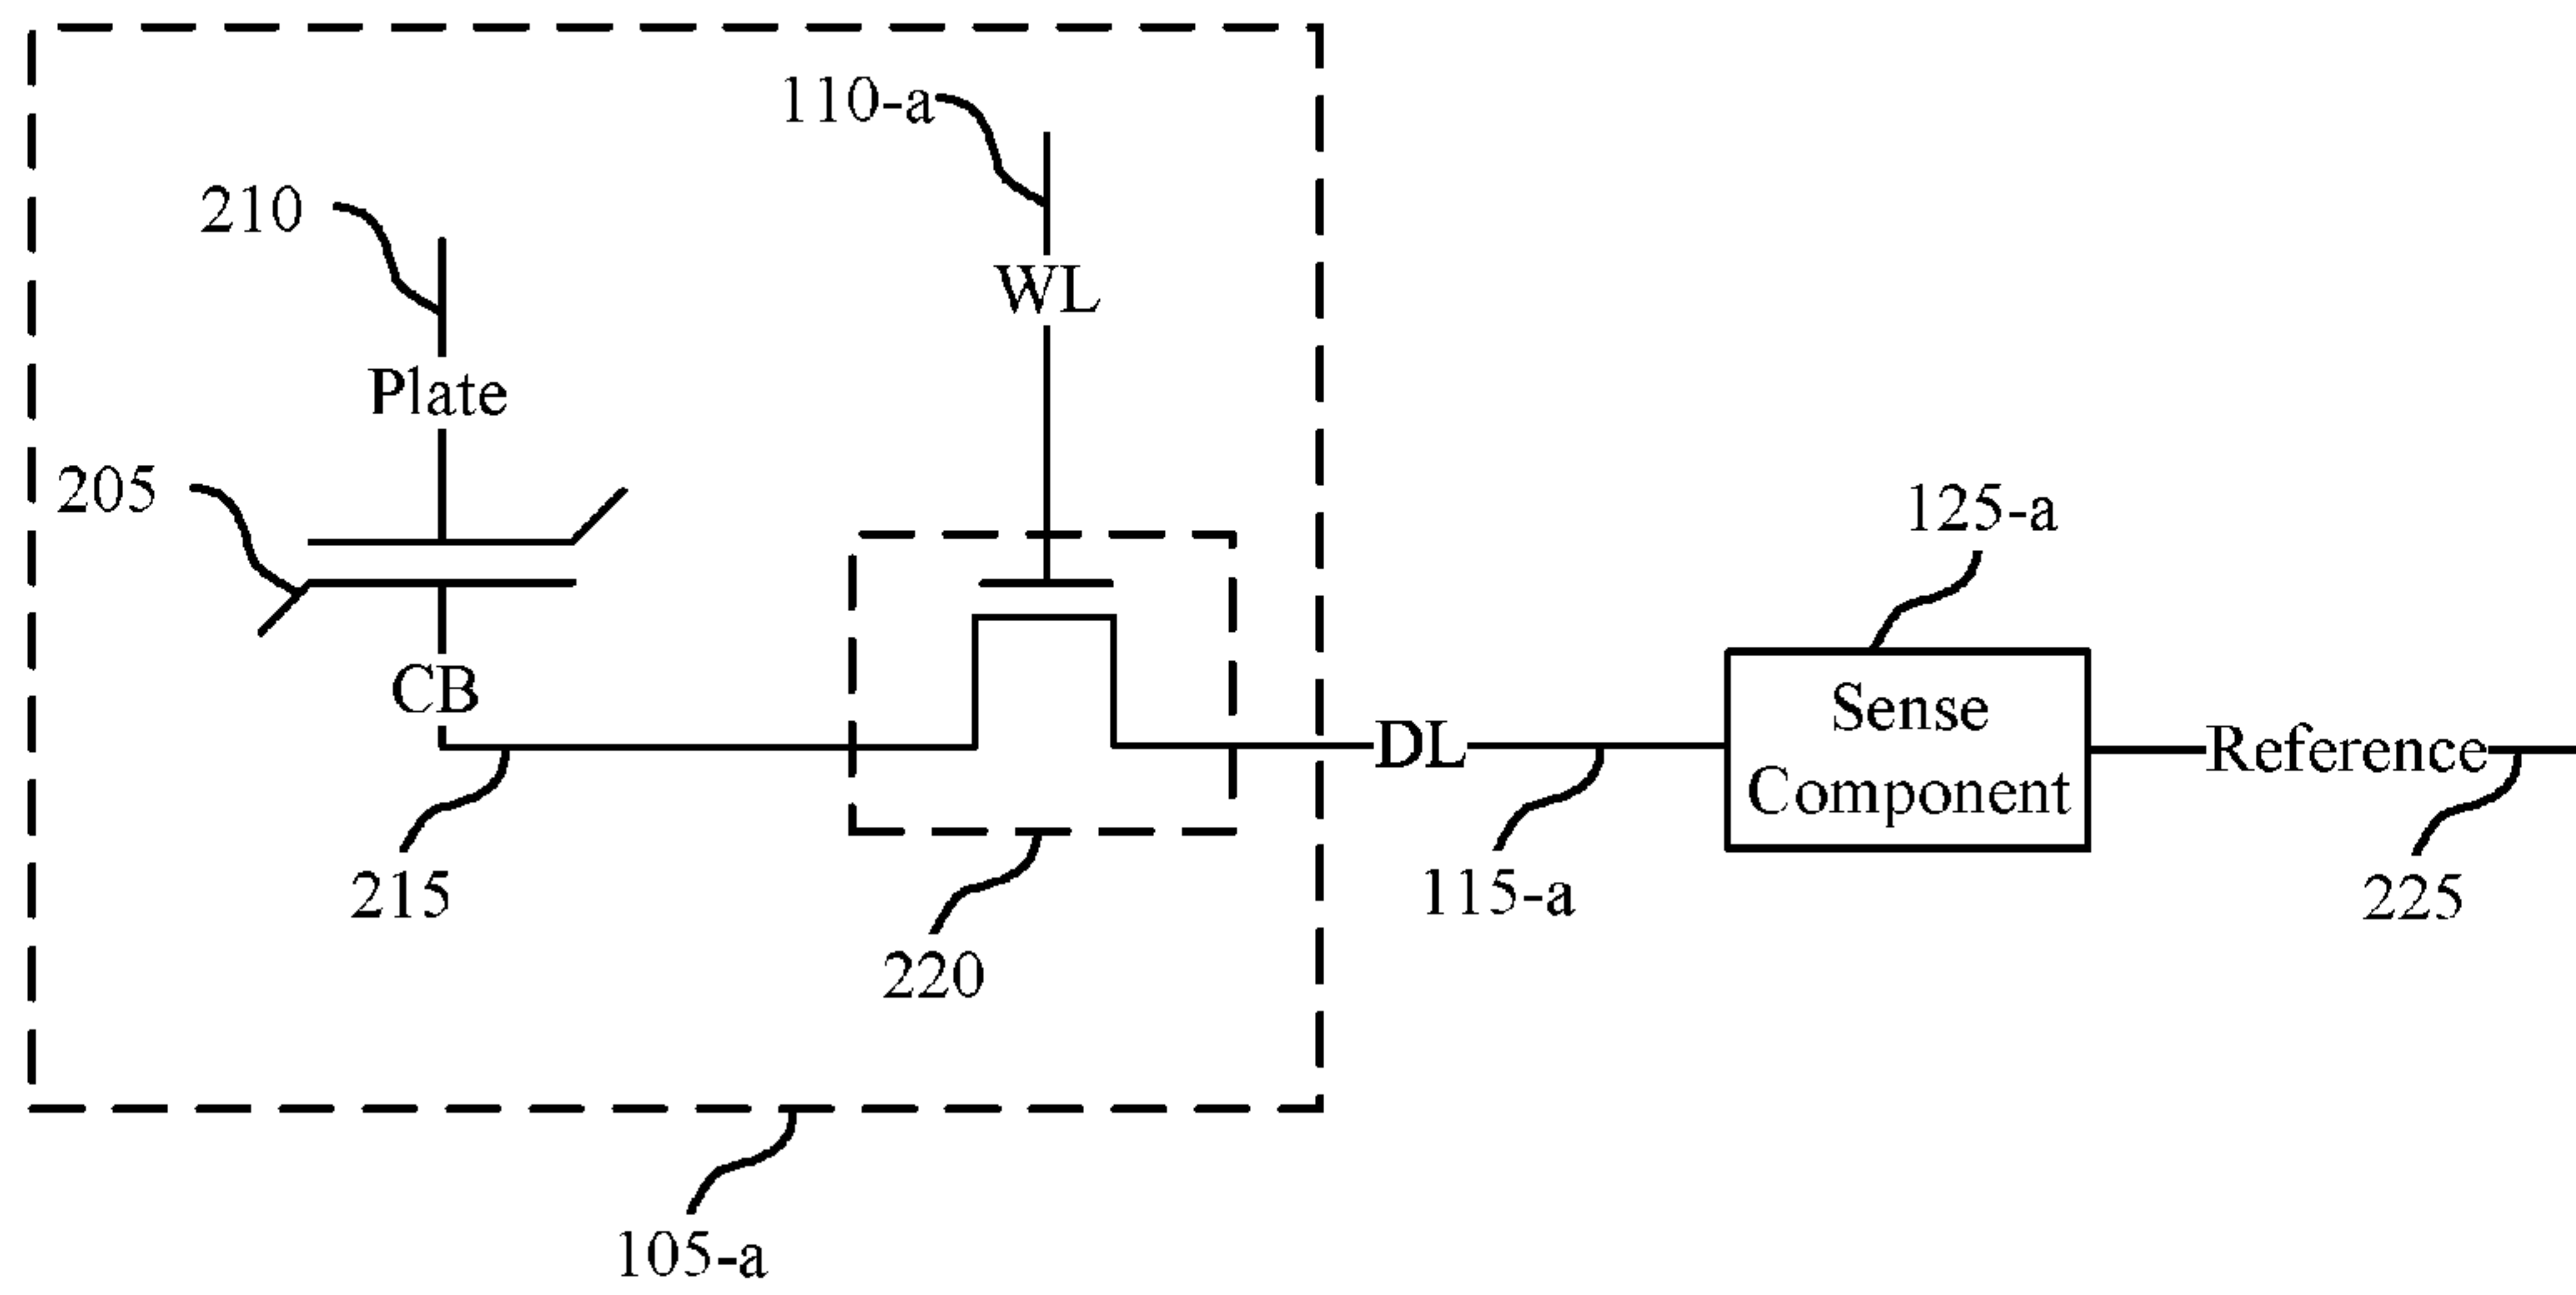 110-a
210
WL
Plate
205
125-a
CB
Sense
Component
DL
Reference
215
115-a
225
220
105-a